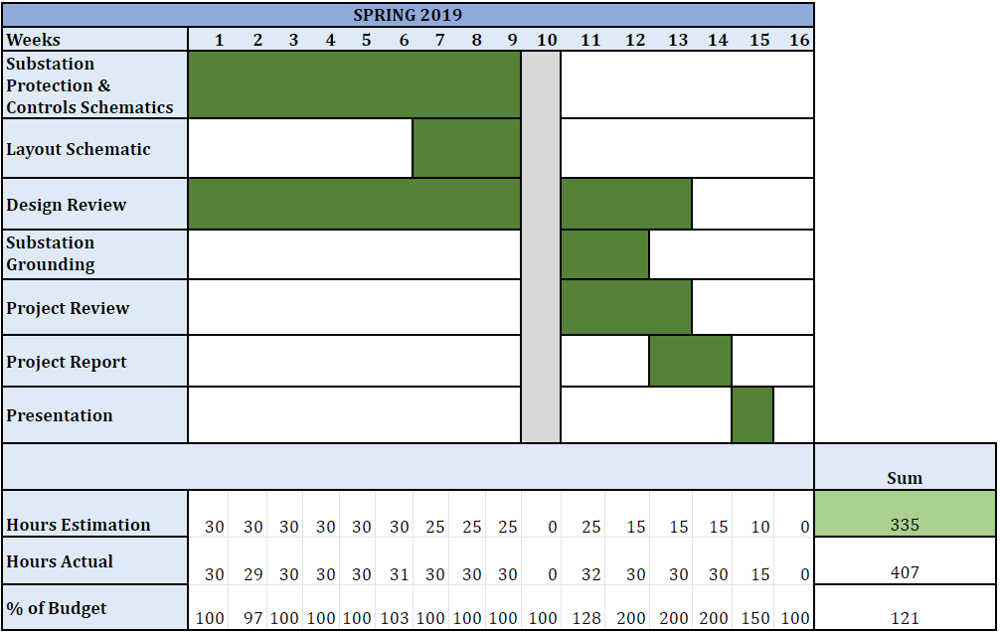 SPRING 2019
Weeks 1 2 3 4 5 6 7 8 9 10 11 12 13 14 15 16
Substation
Protection &
Controls Schematics
Layout Schematic
Design Review
Substation
Grounding
Project Review
Project Report
Presentation
Sum
Hours Estimation 30 30 30 30 30 30 25 25 25 0 25 15 15 15 10 0 335
Hours Actual 30 29 30 30 30 31 30 30 30 0 32 30 30 30 15 0 407
% of Budget 100 97 100 100 100 103 100 100 100 100 128 200 200 200 150 100 121